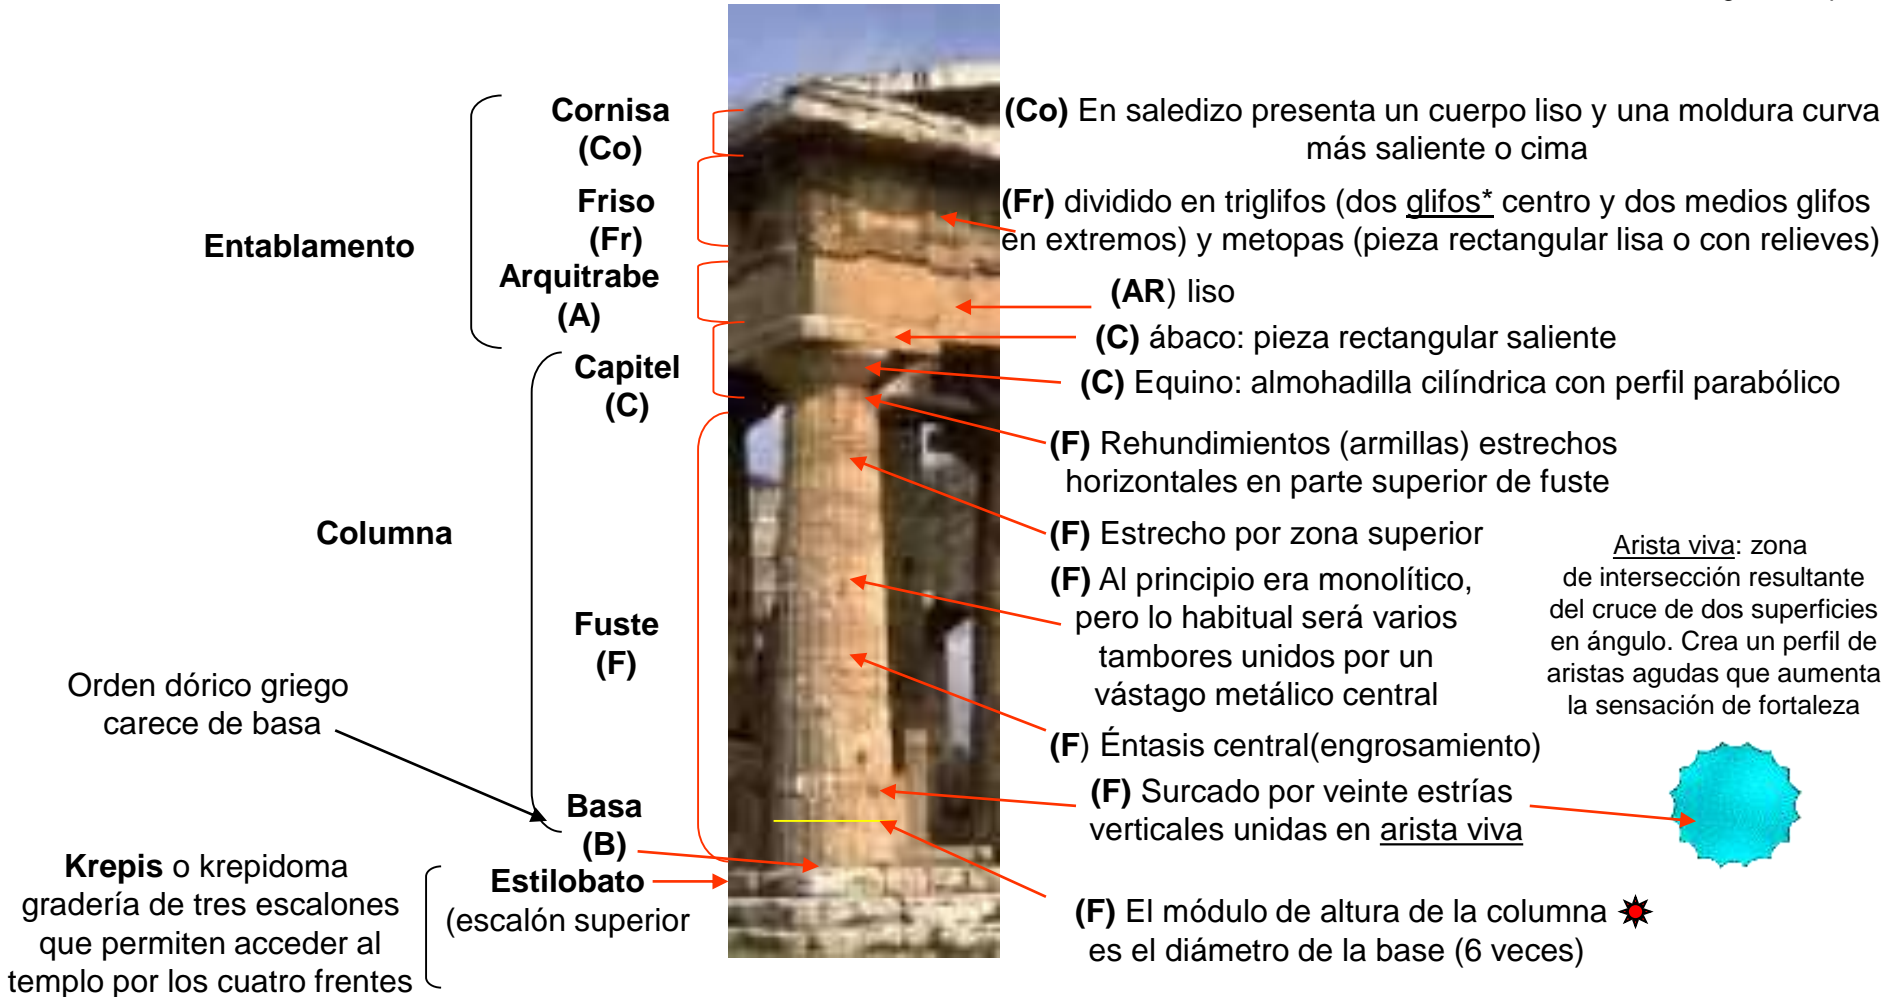 Cornisa
(Co)
Friso
(Fr)
Entablamento
Arquitrabe
(A)
Capitel
(C)
Columna
Fuste
(F)
Orden dórico griego
carece de basa
Basa
(B)
Krepis o krepidoma
gradería de tres escalones
que permiten acceder al
templo por los cuatro frentes
Estilobato
(escalón superior
(Co) En saledizo presenta un cuerpo liso y una moldura curva
más saliente o cima
(Fr) dividido en triglifos (dos glifos* centro y dos medios glifos
en extremos) y metopas (pieza rectangular lisa o con relieves)
(AR) liso
(C) ábaco: pieza rectangular saliente
(C) Equino: almohadilla cilíndrica con perfil parabólico
(F) Rehundimientos (armillas) estrechos
horizontales en parte superior de fuste
(F) Estrecho por zona superior
(F) Al principio era monolítico,
pero lo habitual será varios
tambores unidos por un
vástago metálico central
(F) Éntasis central(engrosamiento)
(F) Surcado por veinte estrías
verticales unidas en arista viva
(F) El módulo de altura de la columna
es el diámetro de la base (6 veces)
Arista viva: zona
de intersección resultante
del cruce de dos superficies
en ángulo. Crea un perfil de
aristas agudas que aumenta
la sensación de fortaleza